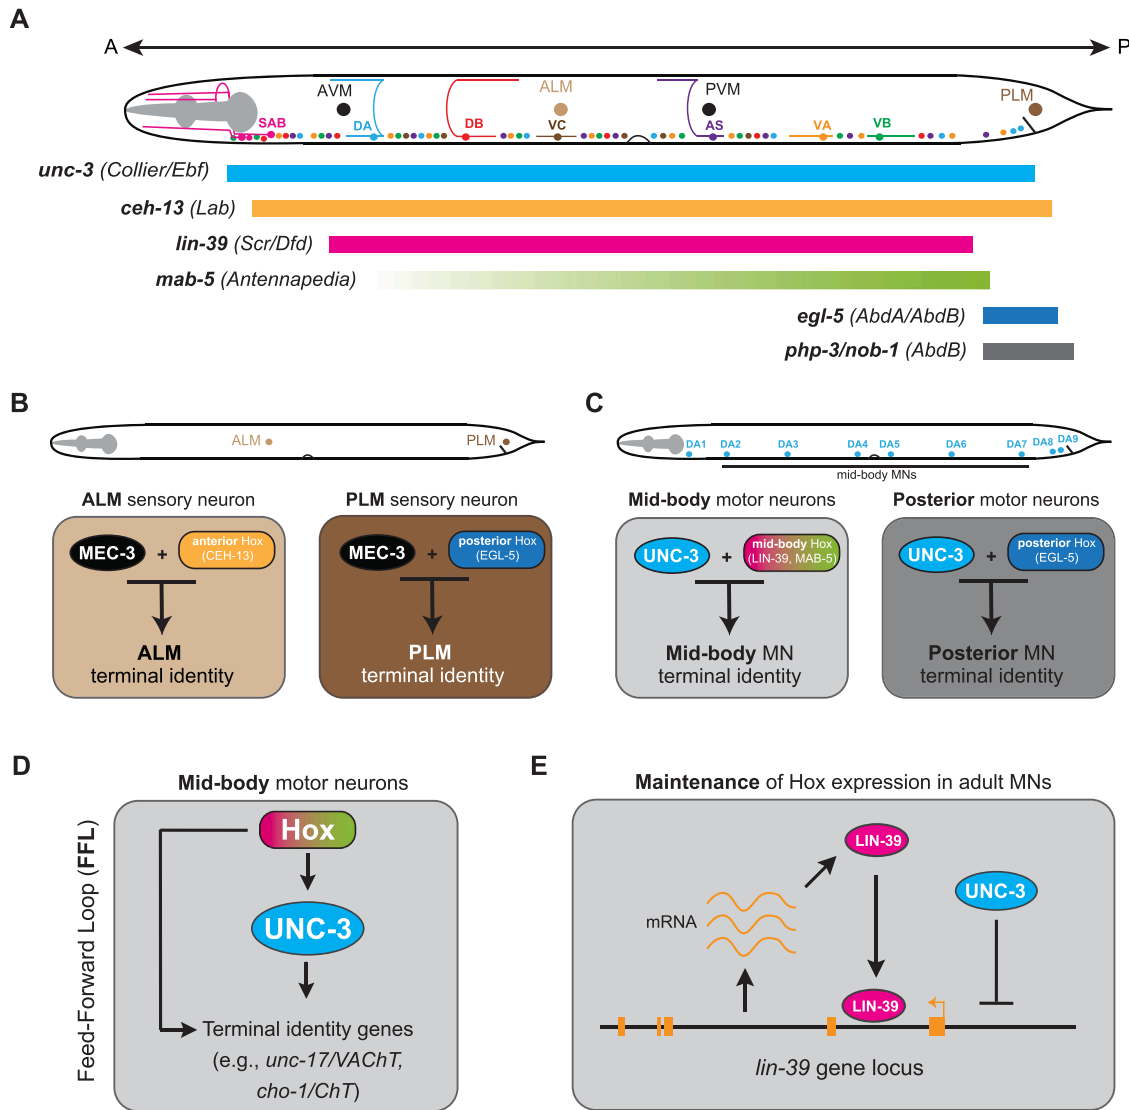 A
A P
AVM ALM PVM PLM
SAB DA DB VC AS VA VB
unc-3 (Collier/Ebf)
ceh-13 (Lab)
lin-39 (Scr/Dfd)
mab-5 (Antennapedia)
egl-5 (AbdA/AbdB)
php-3/nob-1 (AbdB)
B
ALM PLM
ALM sensory neuron PLM sensory neuron
MEC-3 + anterior Hox
(CEH-13)
ALM
terminal identity
MEC-3 + posterior Hox
(EGL-5)
PLM
terminal identity
C
DA1 DA2 DA3 DA4 DA5 DA6 DA7 DA8 DA9
mid-body MNs
Mid-body motor neurons Posterior motor neurons
UNC-3 + mid-body Hox
(LIN-39, MAB-5)
Mid-body MN
terminal identity
UNC-3 + posterior Hox
(EGL-5)
Posterior MN
terminal identity
D
Mid-body motor neurons
Feed-Forward Loop (FFL)
Hox
UNC-3
Terminal identity genes
(e.g., unc-17/VAChT,
cho-1/ChT)
E
Maintenance of Hox expression in adult MNs
LIN-39
UNC-3
mRNA
LIN-39
lin-39 gene locus